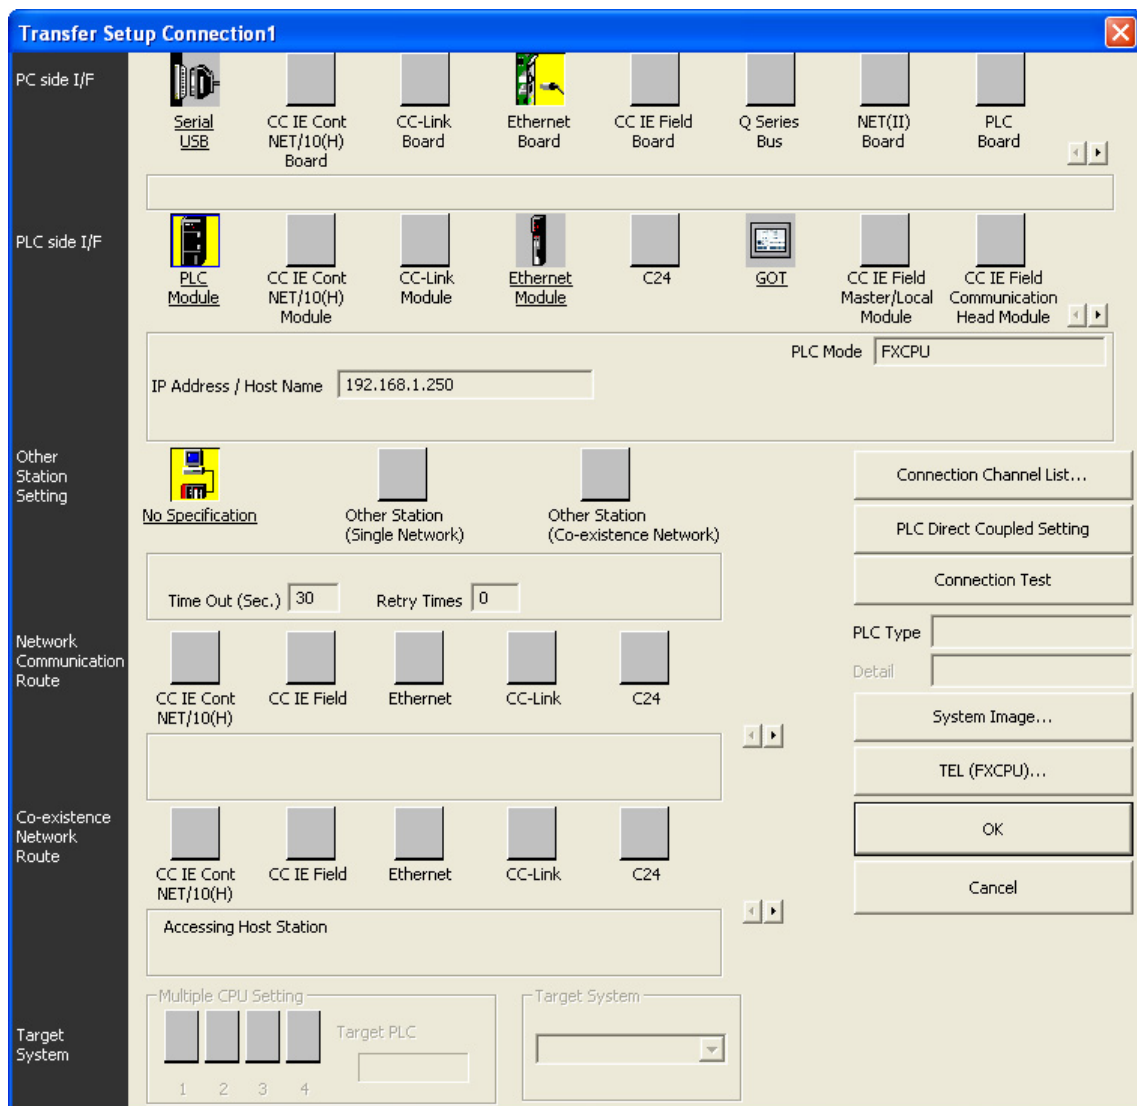 Transfer Setup Connection1
PC side I/F
Serial
USB
CC IE Cont
NET/10(H)
Board
CC-Link
Board
Ethernet
Board
CC IE Field
Board
Q Series
Bus
NET(II)
Board
PLC
Board
PLC side I/F
PLC
Module
CC IE Cont
NET/10(H)
Module
CC-Link
Module
Ethernet
Module
C24
GOT
CC IE Field
Master/Local
Module
CC IE Field
Communication
Head Module
PLC Mode FXCPU
IP Address / Host Name 192.168.1.250
Other
Station
Setting
No Specification
Other Station
(Single Network)
Other Station
(Co-existence Network)
Time Out (Sec.) 30 Retry Times 0
Connection Channel List...
PLC Direct Coupled Setting
Connection Test
PLC Type
Detail
System Image...
TEL (FXCPU)...
OK
Cancel
Network
Communication
Route
CC IE Cont
NET/10(H)
CC IE Field
Ethernet
CC-Link
C24
Co-existence
Network
Route
CC IE Cont
NET/10(H)
CC IE Field
Ethernet
CC-Link
C24
Accessing Host Station
Target
System
Multiple CPU Setting
Target PLC
1 2 3 4
Target System